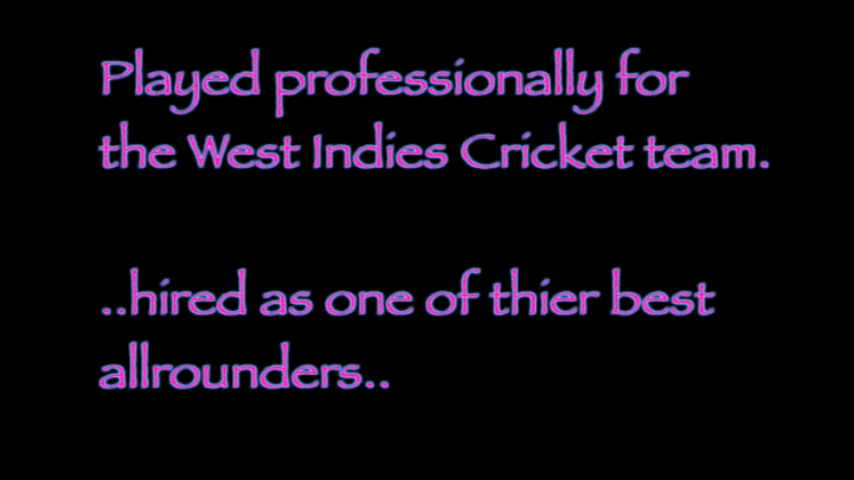 Played professionally for
the West Indies Cricket team.
..hired as one of thier best
allrounders..